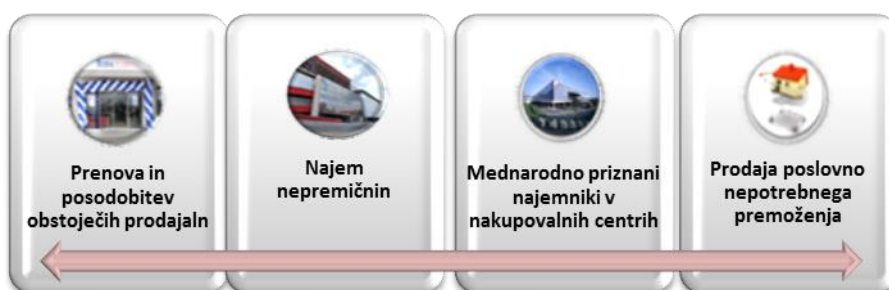 Prenova in
posodobitev
obstoječih prodajaln
Najem
nepremičnin
Mednarodno priznani
najemniki v
nakupovalnih centrih
Prodaja poslovno
nepotrebnega
premoženja